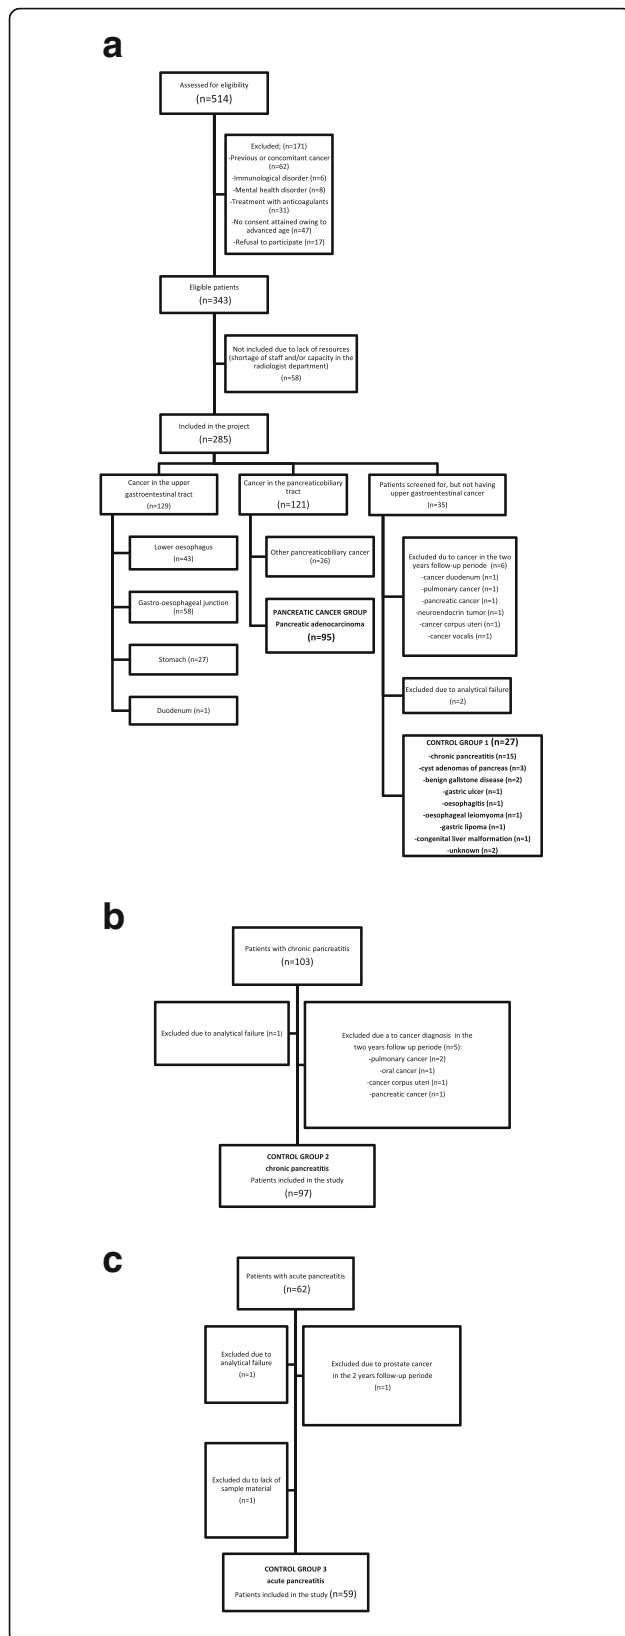 a
Assessed for eligibility
(n=514)
Excluded; (n=171)
-Previous or concomitant cancer
(n=62)
-Immunological disorder (n=6)
-Mental health disorder (n=8)
-Treatment with anticoagulants
(n=31)
-No consent attained owing to
advanced age (n=47)
-Refusal to participate (n=17)
Eligible patients
(n=343)
Not included due to lack of resources
(shortage of staff and/or capacity in the
radiologist department)
(n=58)
Included in the project
(n=285)
Cancer in the upper
gastroentestinal tract
(n=129)
Lower oesophagus
(n=43)
Gastro-oesophageal junction
(n=58)
Stomach (n=27)
Duodenum (n=1)
Cancer in the pancreaticobiliary
tract
(n=121)
Other pancreaticobiliary cancer
(n=26)
PANCREATIC CANCER GROUP
Pancreatic adenocarcinoma
(n=95)
Patients screened for, but not having
upper gastroentestinal cancer
(n=35)
Excluded du to cancer in the two
years follow-up periode (n=6)
-cancer duodenum (n=1)
-pulmonary cancer (n=1)
-pancreatic cancer (n=1)
-neuroendocrin tumor (n=1)
-cancer corpus uteri (n=1)
-cancer vocalis (n=1)
Excluded due to analytical failure
(n=2)
CONTROL GROUP 1 (n=27)
-chronic pancreatitis (n=15)
-cyst adenomas of pancreas (n=3)
-benign gallstone disease (n=2)
-gastric ulcer (n=1)
-oesophagitis (n=1)
-oesophageal leiomyoma (n=1)
-gastric lipoma (n=1)
-congenital liver malformation (n=1)
-unknown (n=2)
b
Patients with chronic pancreatitis
(n=103)
Excluded due to analytical failure (n=1)
Excluded due a to cancer diagnosis in the
two years follow up periode (n=5):
-pulmonary cancer (n=2)
-oral cancer (n=1)
-cancer corpus uteri (n=1)
-pancreatic cancer (n=1)
CONTROL GROUP 2
chronic pancreatitis
Patients included in the study
(n=97)
c
Patients with acute pancreatitis
(n=62)
Excluded due to
analytical failure
(n=1)
Excluded due to prostate cancer
in the 2 years follow-up periode
(n=1)
Excluded du to lack of
sample material
(n=1)
CONTROL GROUP 3
acute pancreatitis
Patients included in the study (n=59)